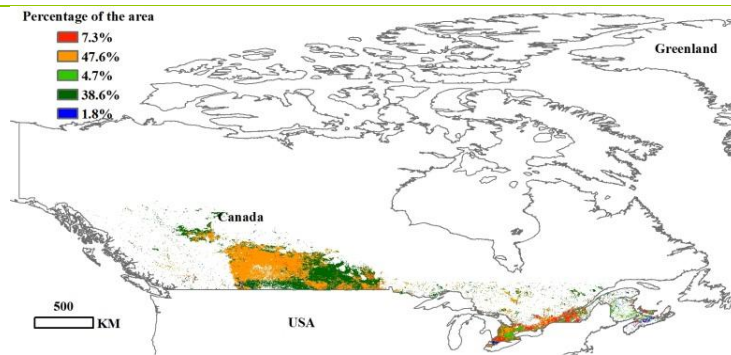 Percentage of the area
7.3%
47.6%
4.7%
38.6%
1.8%
Greenland
Canada
500
KM
USA